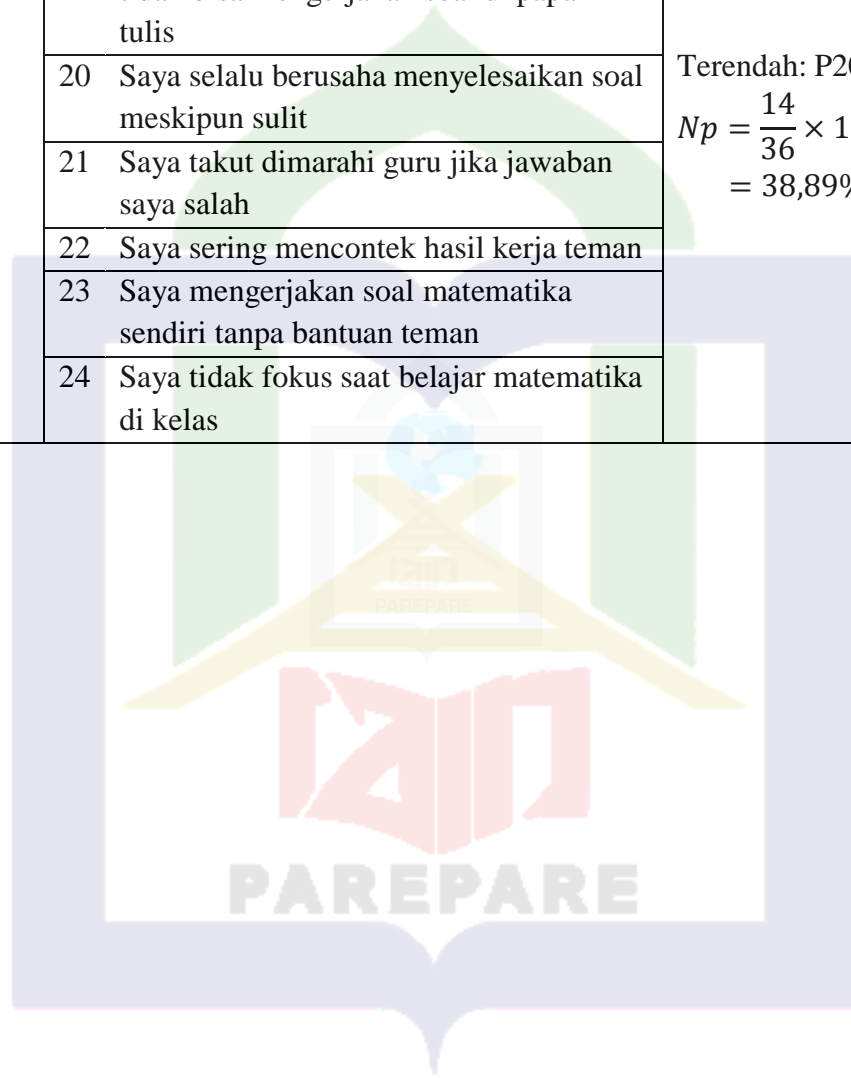 tulis
20 Saya selalu berusaha menyelesaikan soal
meskipun sulit
21 Saya takut dimarahi guru jika jawaban
saya salah
22 Saya sering mencontek hasil kerja teman
23 Saya mengerjakan soal matematika
sendiri tanpa bantuan teman
24 Saya tidak fokus saat belajar matematika
di kelas
Terendah: P20
Np = 14/36 × 1
= 38,89%
PAREPARE
PAREPARE